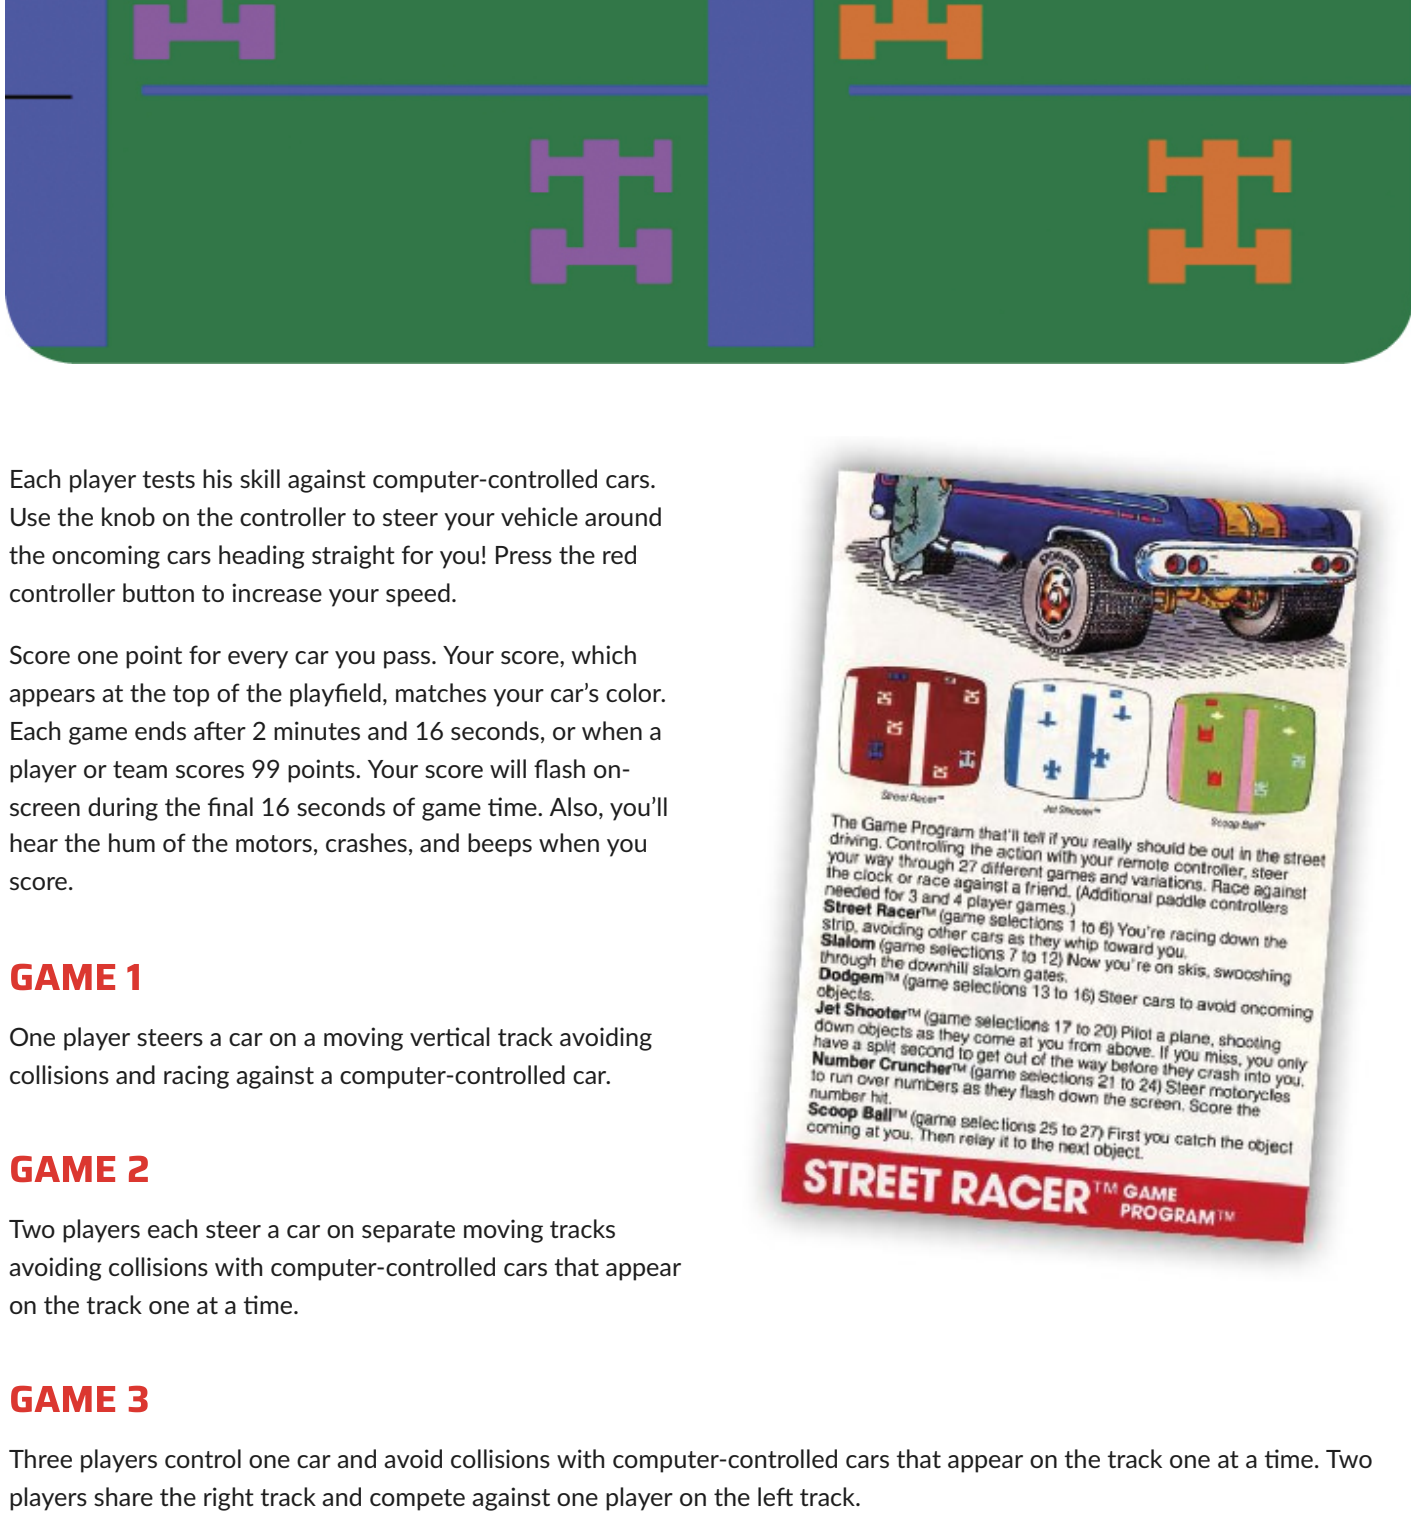 Each player tests his skill against computer-controlled cars.
Use the knob on the controller to steer your vehicle around
the oncoming cars heading straight for you! Press the red
controller button to increase your speed.
Score one point for every car you pass. Your score, which
appears at the top of the playfield, matches your car’s color.
Each game ends after 2 minutes and 16 seconds, or when a
player or team scores 99 points. Your score will flash on-
screen during the final 16 seconds of game time. Also, you’ll
hear the hum of the motors, crashes, and beeps when you
score.
GAME 1
One player steers a car on a moving vertical track avoiding
collisions and racing against a computer-controlled car.
GAME 2
Two players each steer a car on separate moving tracks
avoiding collisions with computer-controlled cars that appear
on the track one at a time.
Street Racer™
Jet Shooter™
Scoop Ball™
The Game Program that'll tell if you really should be out in the street
driving. Controlling the action with your remote controller, steer
your way through 27 different games and variations. Race against
the clock or race against a friend. (Additional paddle controllers
needed for 3 and 4 player games.)
Street Racer™ (game selections 1 to 6) You're racing down the
strip, avoiding other cars as they whip toward you.
Slalom (game selections 7 to 12) Now you're on skis, swooshing
through the downhill slalom gates.
Dodgem™ (game selections 13 to 16) Steer cars to avoid oncoming
objects.
Jet Shooter™ (game selections 17 to 20) Pilot a plane, shooting
down objects as they come at you from above. If you miss, you only
have a split second to get out of the way before they crash into you.
Number Cruncher™ (game selections 21 to 24) Steer motorycles
to run over numbers as they flash down the screen. Score the
number hit.
Scoop Ball™ (game selections 25 to 27) First you catch the object
coming at you. Then relay it to the next object.
STREET RACER™ GAME
PROGRAM™
GAME 3
Three players control one car and avoid collisions with computer-controlled cars that appear on the track one at a time. Two
players share the right track and compete against one player on the left track.